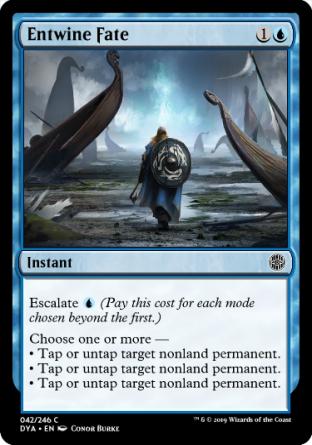 Entwine Fate 1
Instant
Escalate (Pay this cost for each mode
chosen beyond the first.)
Choose one or more —
• Tap or untap target nonland permanent.
• Tap or untap target nonland permanent.
• Tap or untap target nonland permanent.
042/246 C
DYA • EN Conor Burke
™ & © 2019 Wizards of the Coast